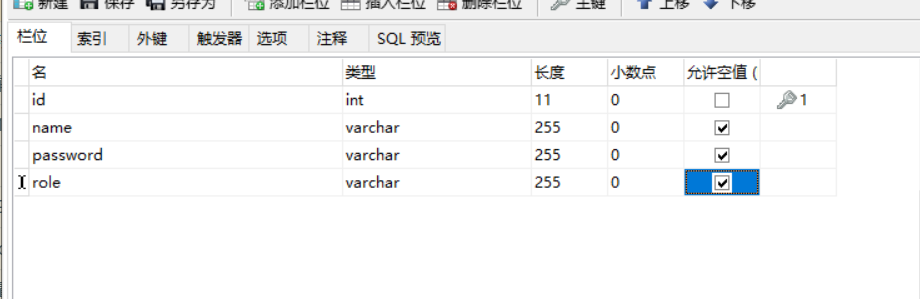 新建 保存 另存为 添加栏位 插入栏位 删除栏位 主键 上移 下移
栏位 索引 外键 触发器 选项 注释 SQL 预览
名 类型 长度 小数点 允许空值 (
id int 11 0 1
name varchar 255 0
password varchar 255 0
role varchar 255 0